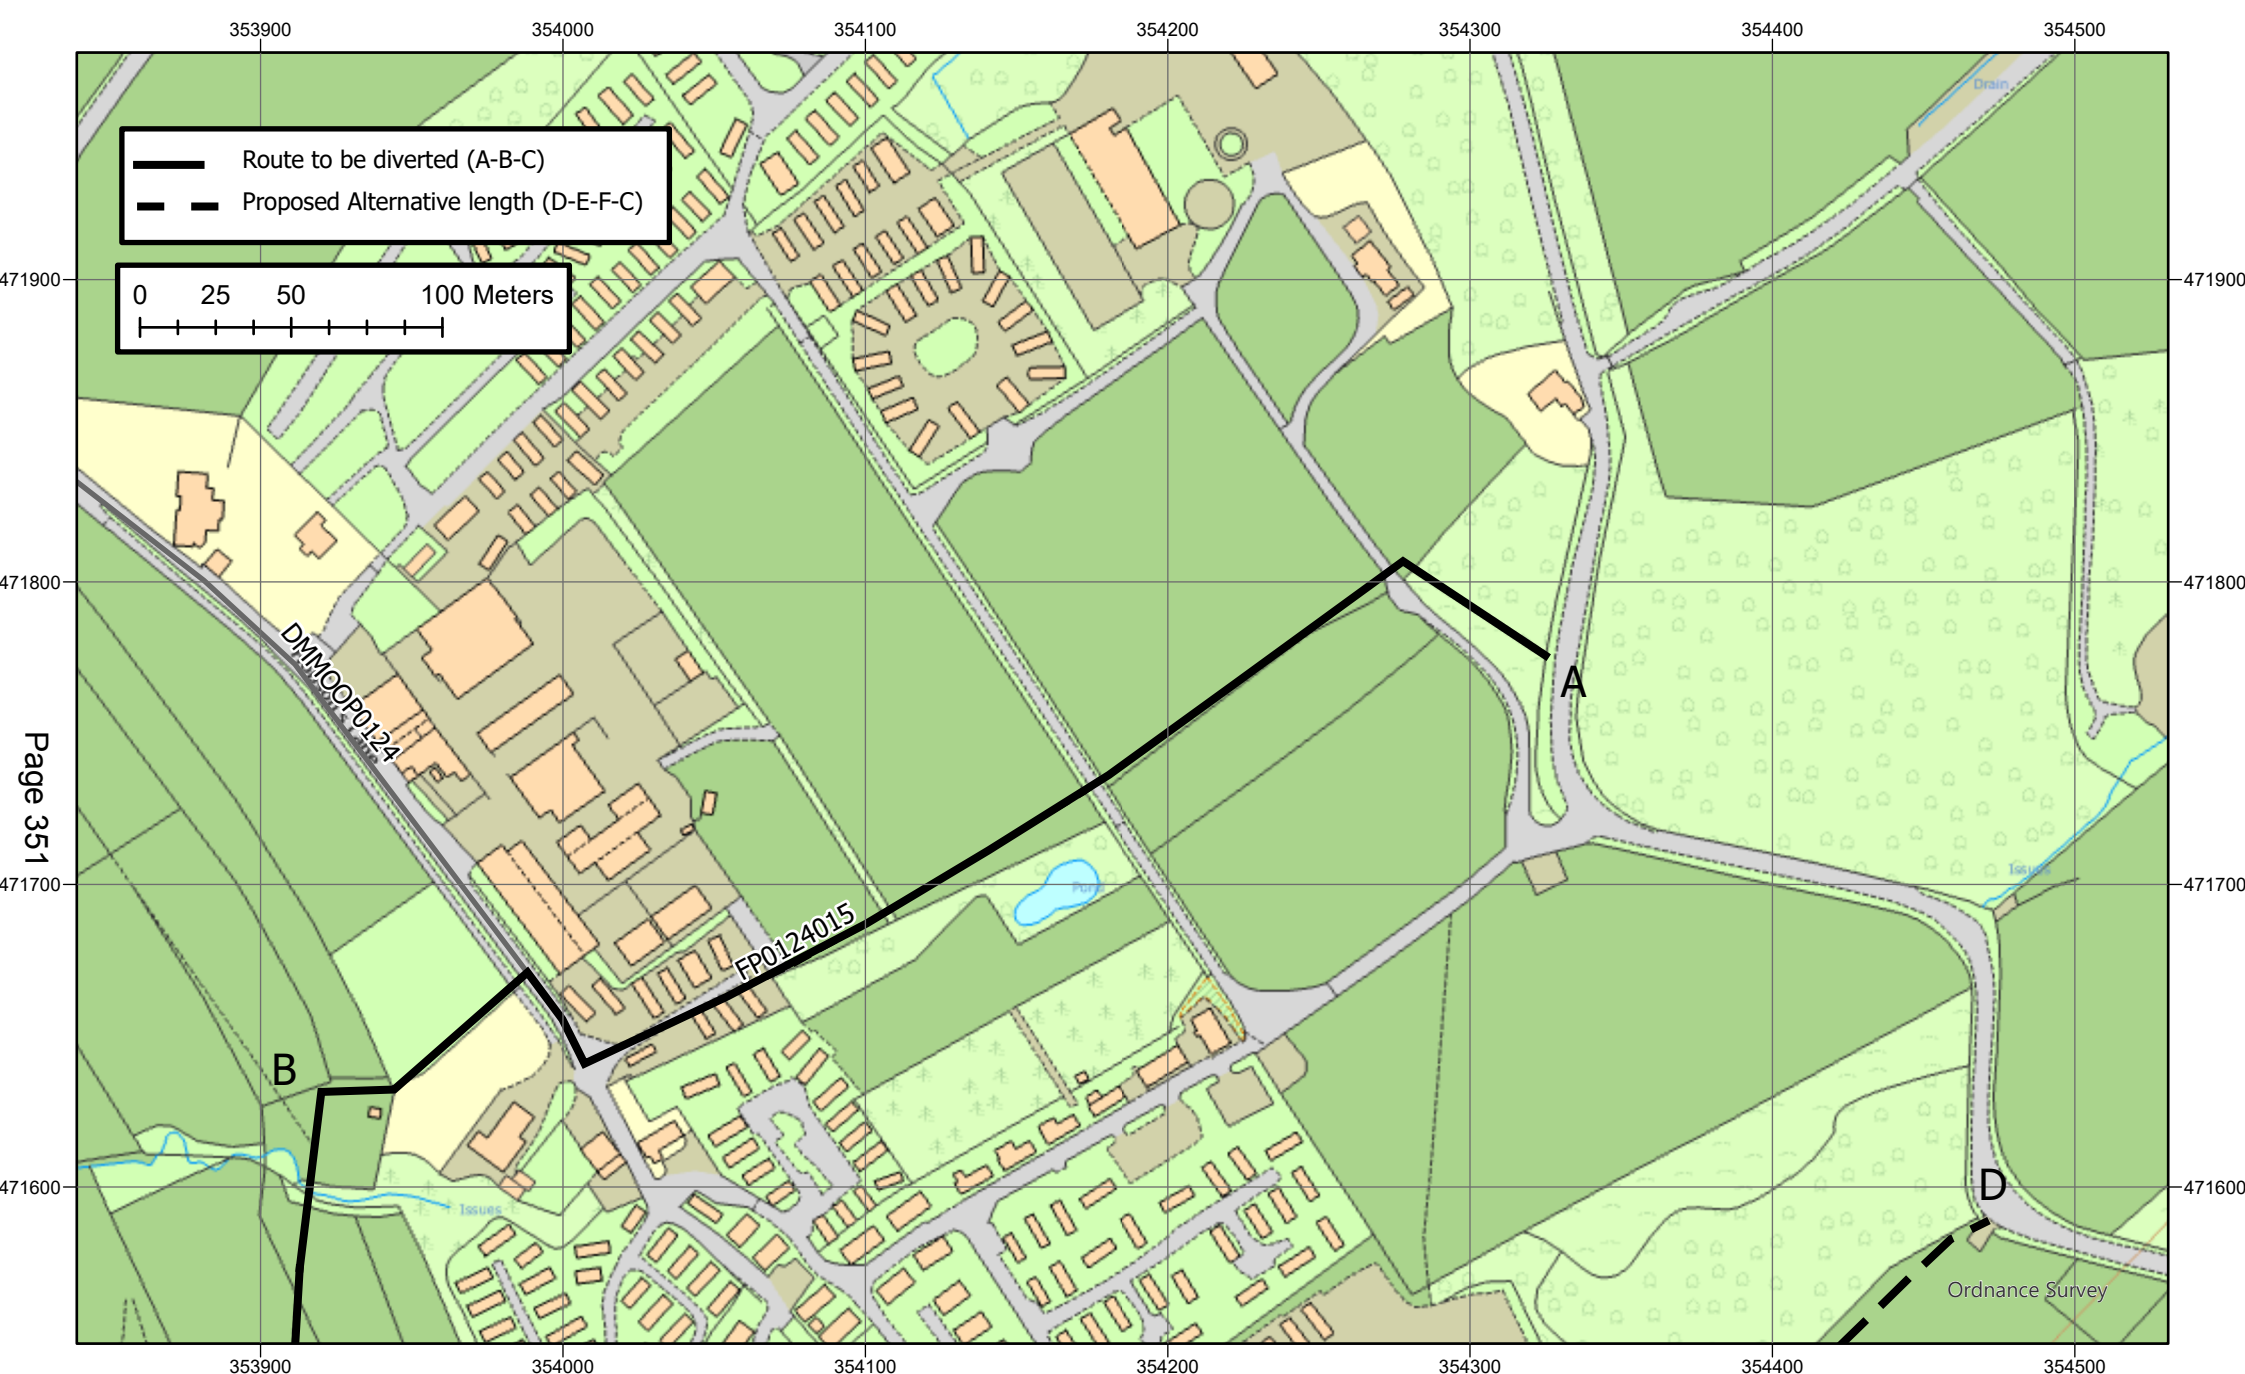 353900 354000 354100 354200 354300 354400 354500
Drain
Route to be diverted (A-B-C)
Proposed Alternative length (D-E-F-C)
471900 471900
0 25 50 100 Meters
471800 471800
DMMOOP0124
A
Page 351
Pond
Issues
471700 471700
FP0124015
B
471600 471600
D
Issues
Ordnance Survey
353900 354000 354100 354200 354300 354400 354500